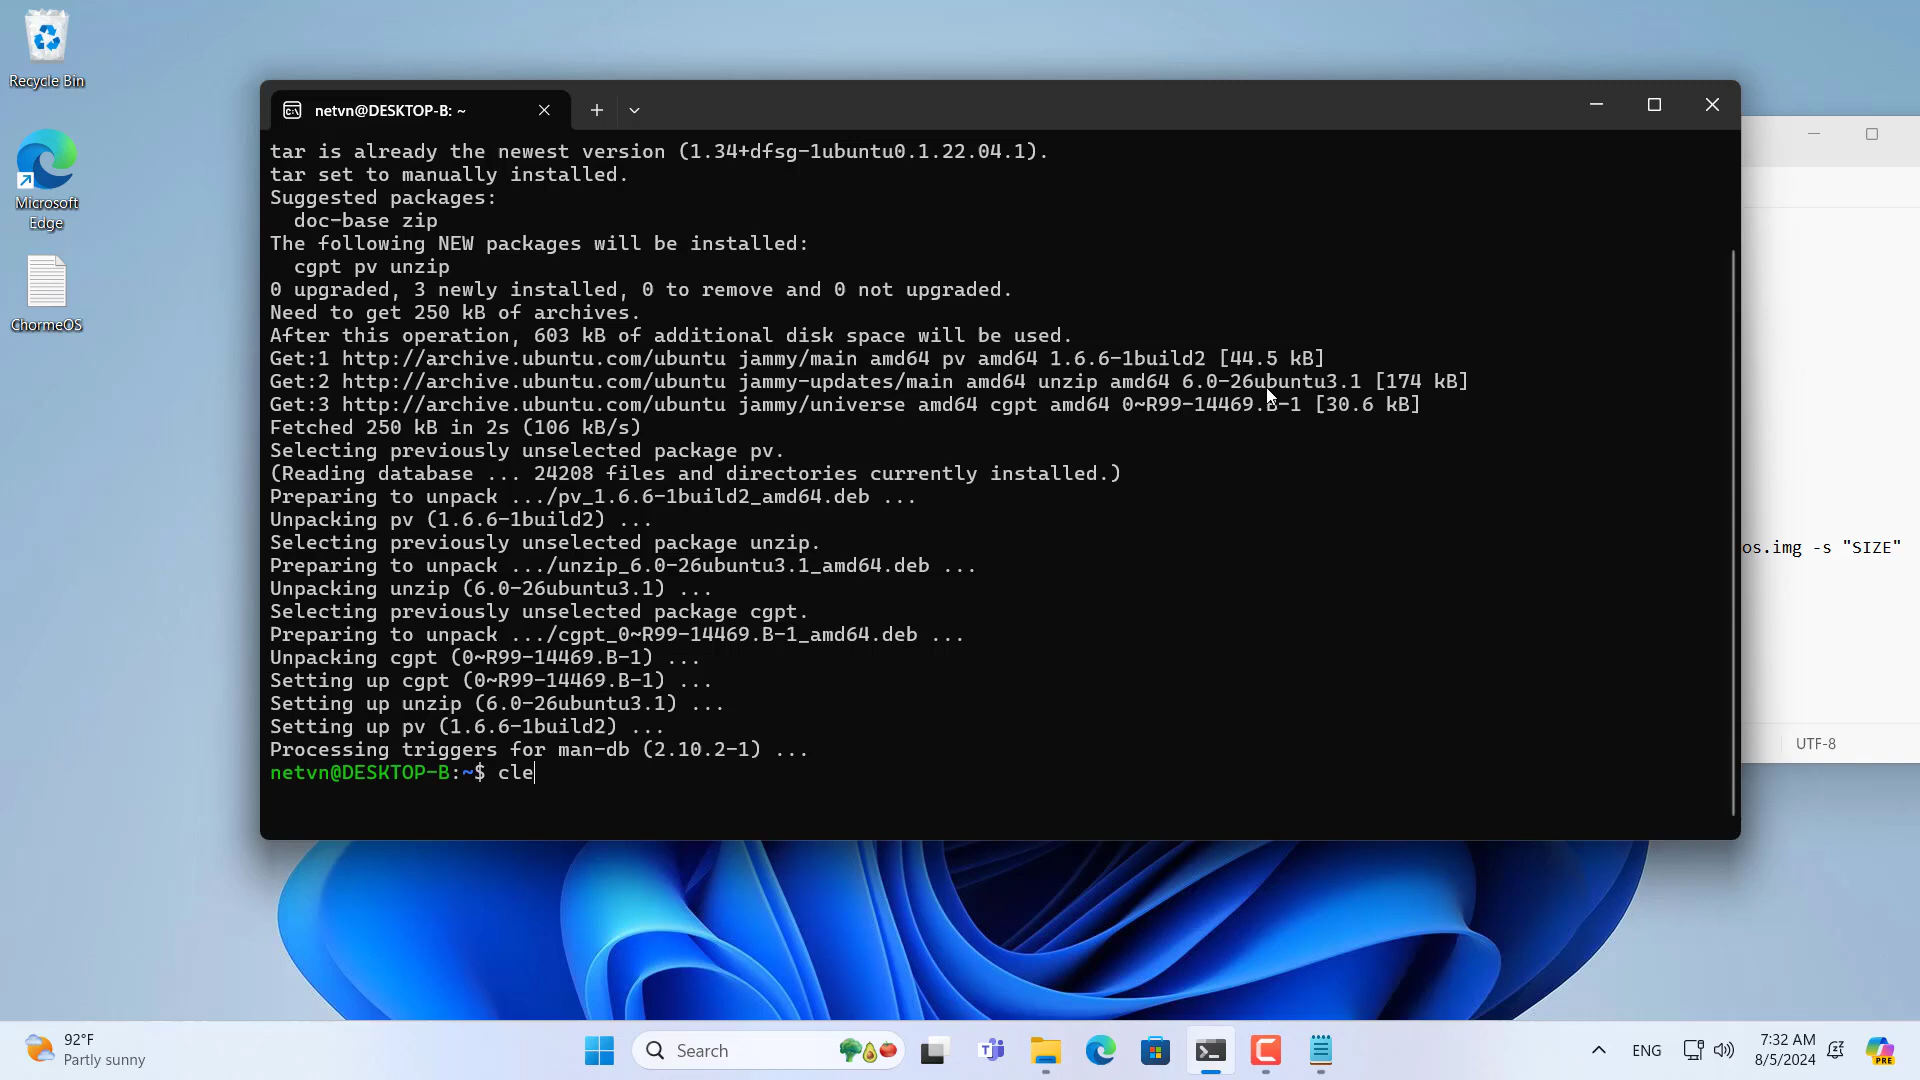 Recycle Bin
Microsoft
Edge
ChormeOS
netvn@DESKTOP-B: ~
tar is already the newest version (1.34+dfsg-1ubuntu0.1.22.04.1).
tar set to manually installed.
Suggested packages:
doc-base zip
The following NEW packages will be installed:
cgpt pv unzip
0 upgraded, 3 newly installed, 0 to remove and 0 not upgraded.
Need to get 250 kB of archives.
After this operation, 603 kB of additional disk space will be used.
Get:1 http://archive.ubuntu.com/ubuntu jammy/main amd64 pv amd64 1.6.6-1build2 [44.5 kB]
Get:2 http://archive.ubuntu.com/ubuntu jammy-updates/main amd64 unzip amd64 6.0-26ubuntu3.1 [174 kB]
Get:3 http://archive.ubuntu.com/ubuntu jammy/universe amd64 cgpt amd64 0~R99-14469.B-1 [30.6 kB]
Fetched 250 kB in 2s (106 kB/s)
Selecting previously unselected package pv.
(Reading database ... 24208 files and directories currently installed.)
Preparing to unpack .../pv_1.6.6-1build2_amd64.deb ...
Unpacking pv (1.6.6-1build2) ...
Selecting previously unselected package unzip.
Preparing to unpack .../unzip_6.0-26ubuntu3.1_amd64.deb ...
Unpacking unzip (6.0-26ubuntu3.1) ...
Selecting previously unselected package cgpt.
Preparing to unpack .../cgpt_0~R99-14469.B-1_amd64.deb ...
Unpacking cgpt (0~R99-14469.B-1) ...
Setting up cgpt (0~R99-14469.B-1) ...
Setting up unzip (6.0-26ubuntu3.1) ...
Setting up pv (1.6.6-1build2) ...
Processing triggers for man-db (2.10.2-1) ...
netvn@DESKTOP-B:~$ cle
os.img -s "SIZE"
UTF-8
92°F
Partly sunny
Search
ENG
7:32 AM
8/5/2024
PRE